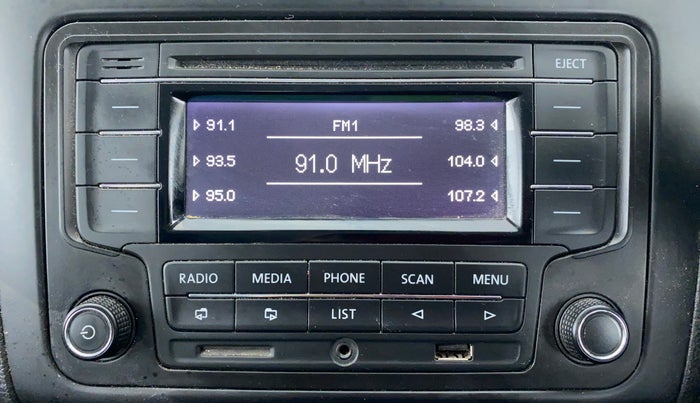 EJECT
91.1 FM1 98.3
93.5 91.0 MHz 104.0
95.0 107.2
RADIO MEDIA PHONE SCAN MENU
LIST